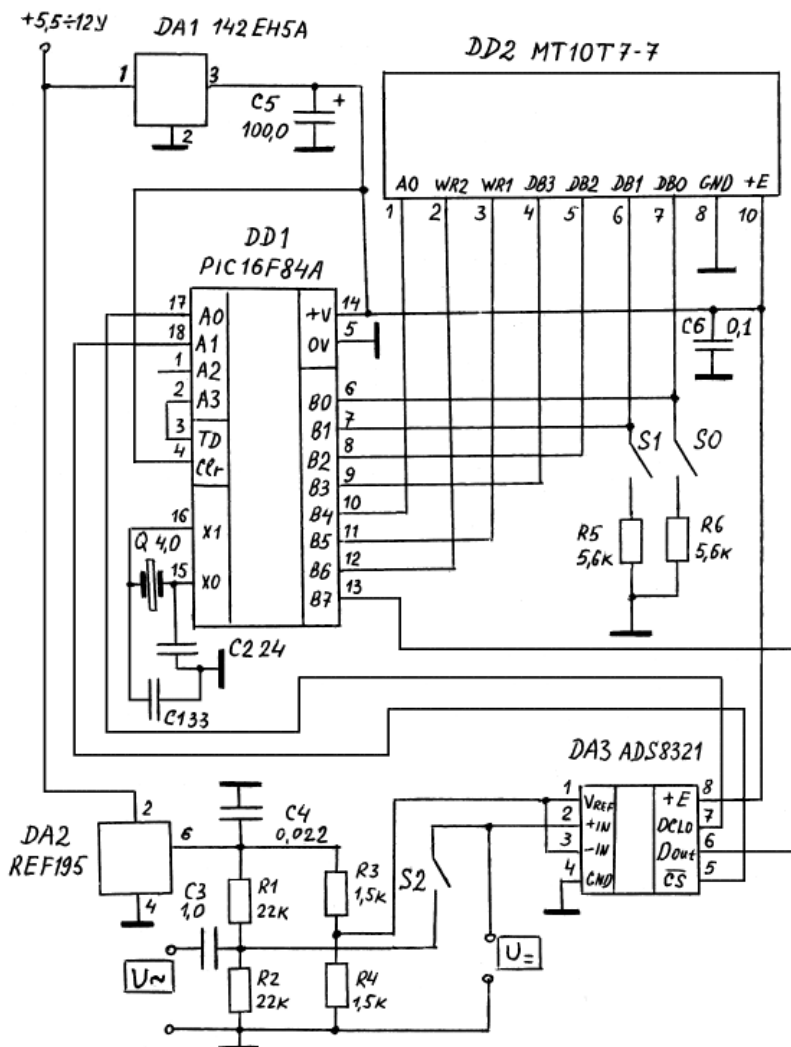 +5,5÷12У
DA1 142ЕН5А
DD2 МТ10Т7-7
1
3
2
C5
100,0
+
A0 WR2 WR1 DB3 DB2 DB1 DB0 GND +E
1 2 3 4 5 6 7 8 10
DD1
PIC16F84A
17 A0
18 A1
1 A2
2 A3
3 TD
4 Clr
16 X1
15 X0
+V 14
0V 5
B0 6
B1 7
B2 8
B3 9
B4 10
B5 11
B6 12
B7 13
C6 0,1
S1 S0
R5
5,6к
R6
5,6к
Q 4,0
C2 24
C1 33
DA3 ADS8321
1 VREF
2 +IN
3 -IN
4 GND
+E 8
DCLO 7
Dout 6
CS 5
DA2
REF195
2
6
4
C4
0,022
C3
1,0
R1
22к
R2
22к
R3
1,5к
R4
1,5к
S2
U~
U=